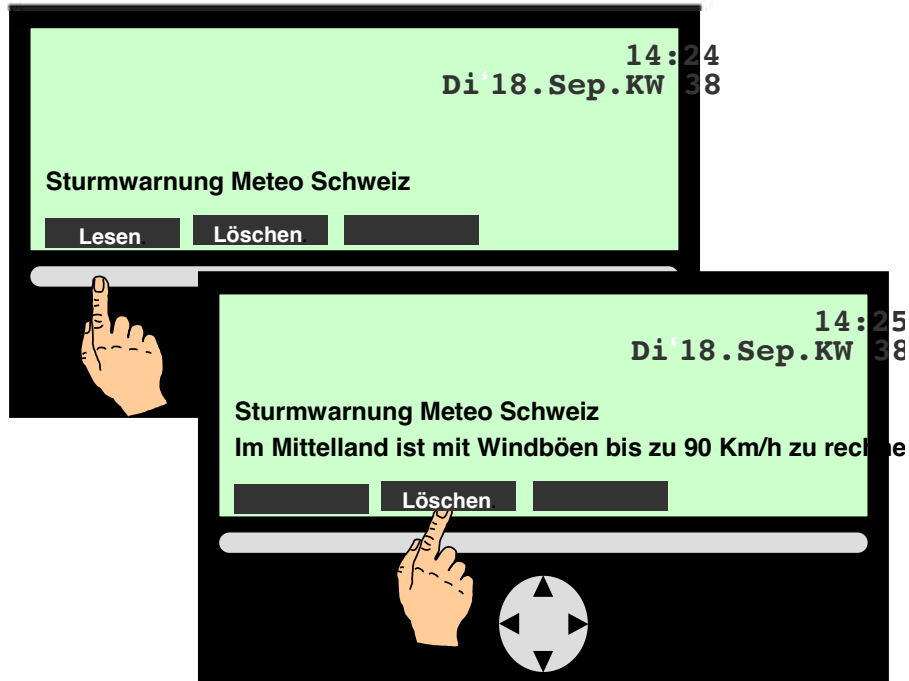 14:24
Di'18.Sep.KW 38
Sturmwarnung Meteo Schweiz
Lesen. Löschen.
14:25
Di'18.Sep.KW 38
Sturmwarnung Meteo Schweiz
Im Mittelland ist mit Windböen bis zu 90 Km/h zu
Löschen.